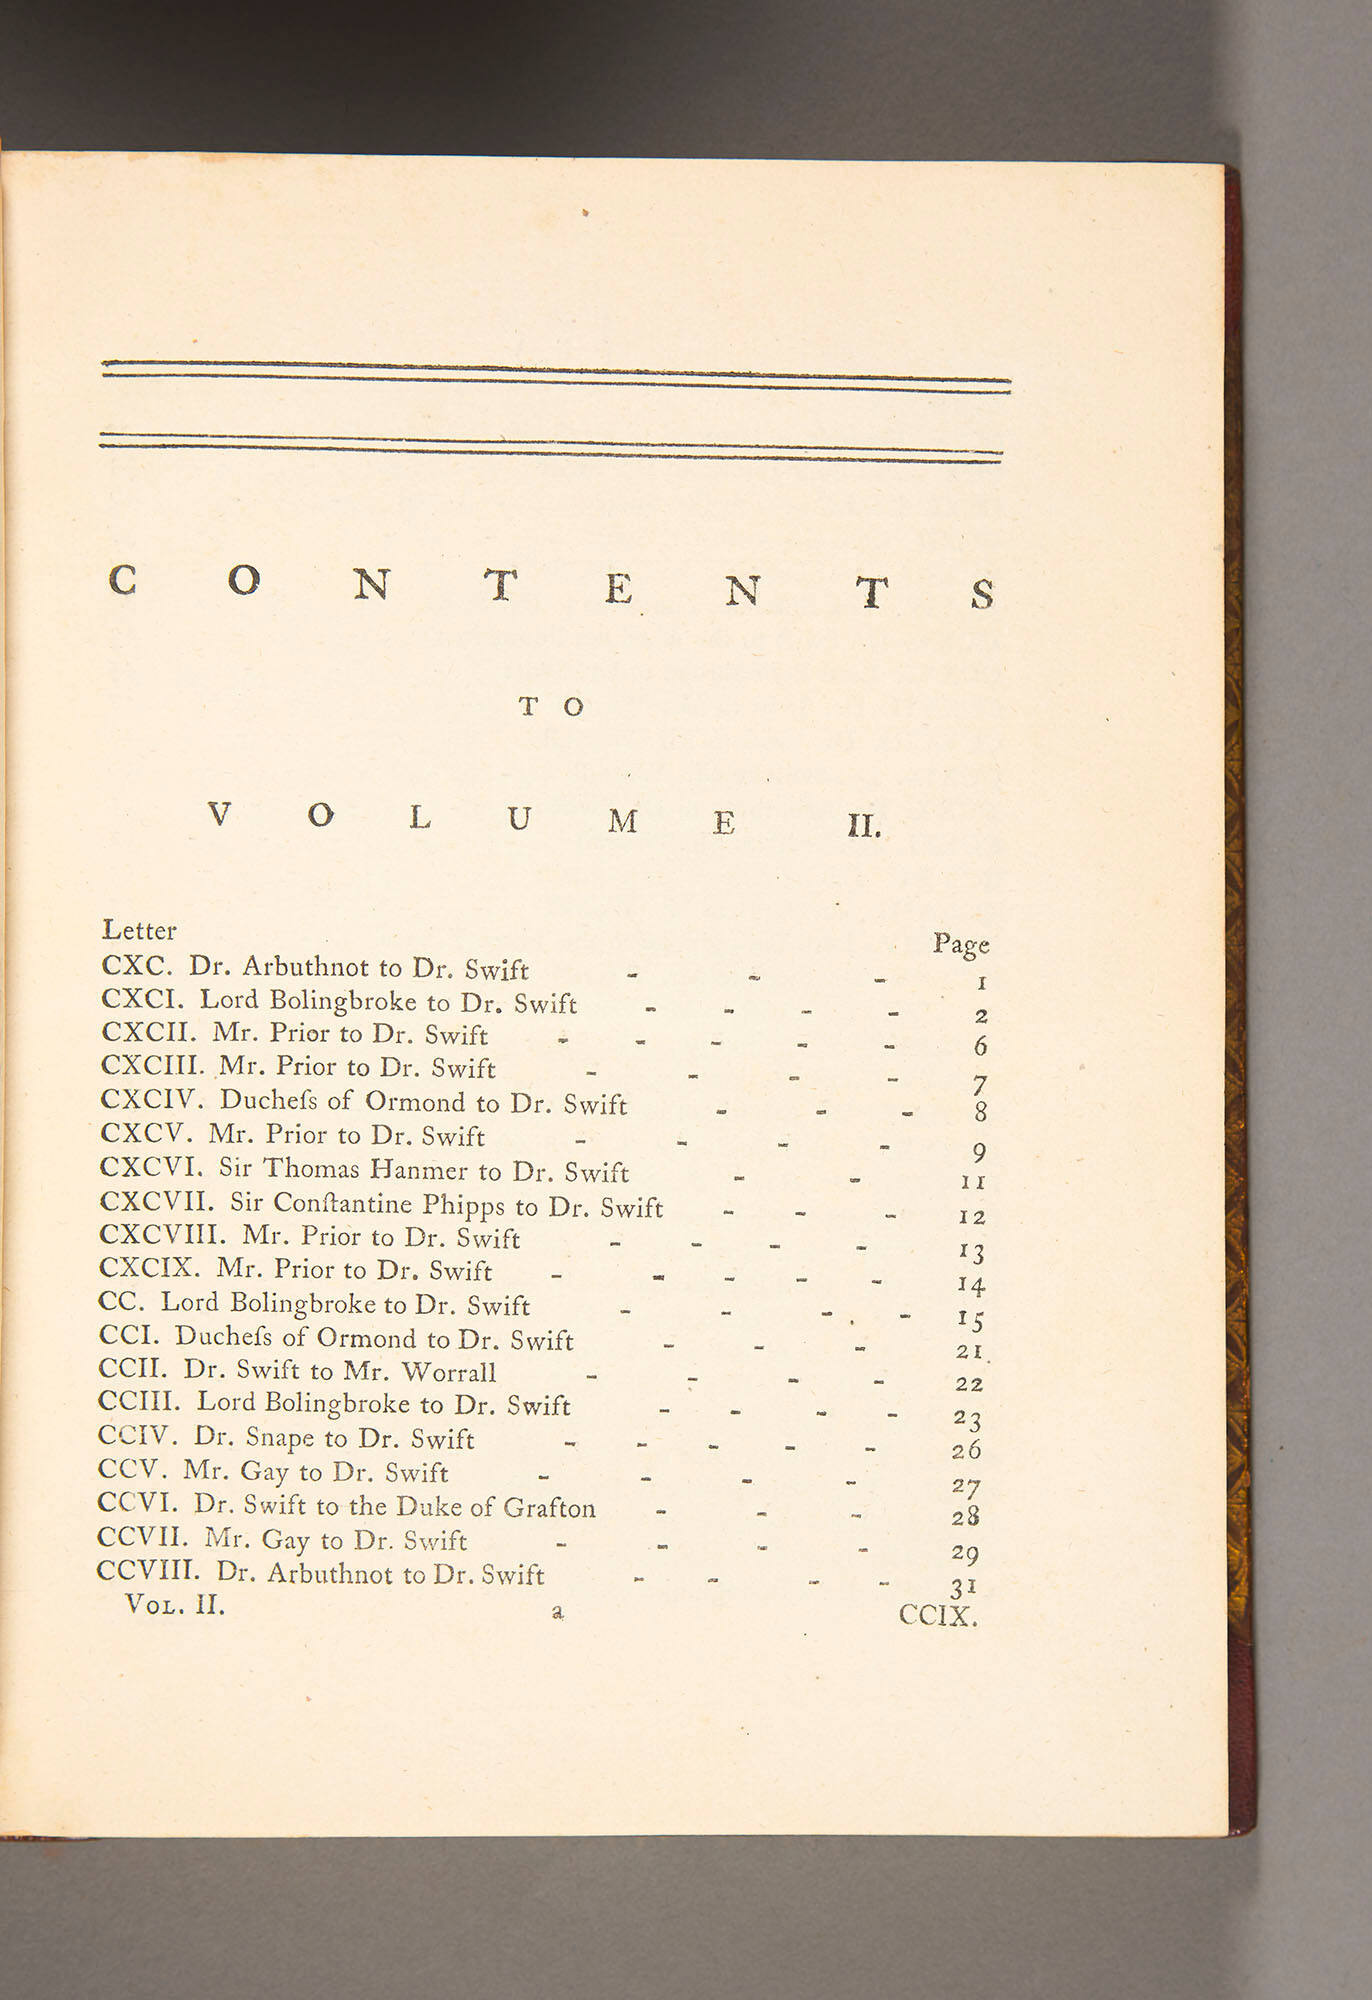 CONTENTS
TO
VOLUME II.
Letter Page
CXC. Dr. Arbuthnot to Dr. Swift - - - 1
CXCI. Lord Bolingbroke to Dr. Swift - - - - 2
CXCII. Mr. Prior to Dr. Swift - - - - - 6
CXCIII. Mr. Prior to Dr. Swift - - - - 7
CXCIV. Ducheſs of Ormond to Dr. Swift - - - 8
CXCV. Mr. Prior to Dr. Swift - - - - 9
CXCVI. Sir Thomas Hanmer to Dr. Swift - - 11
CXCVII. Sir Conſtantine Phipps to Dr. Swift - - - 12
CXCVIII. Mr. Prior to Dr. Swift - - - - 13
CXCIX. Mr. Prior to Dr. Swift - - - - - 14
CC. Lord Bolingbroke to Dr. Swift - - - - 15
CCI. Ducheſs of Ormond to Dr. Swift - - - 21
CCII. Dr. Swift to Mr. Worrall - - - - 22
CCIII. Lord Bolingbroke to Dr. Swift - - - - 23
CCIV. Dr. Snape to Dr. Swift - - - - - 26
CCV. Mr. Gay to Dr. Swift - - - - 27
CCVI. Dr. Swift to the Duke of Grafton - - - 28
CCVII. Mr. Gay to Dr. Swift - - - - 29
CCVIII. Dr. Arbuthnot to Dr. Swift - - - - 31
VOL. II. a CCIX.